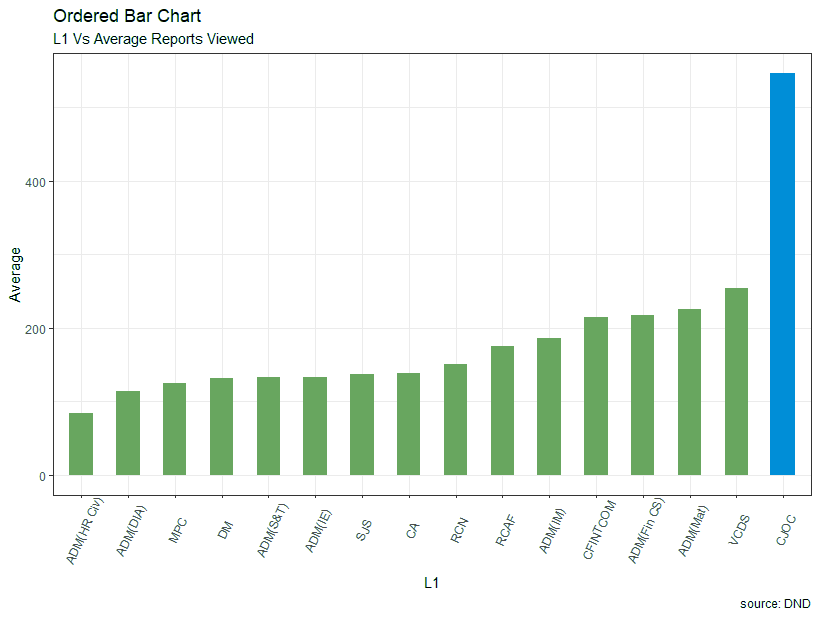 Ordered Bar Chart
L1 Vs Average Reports Viewed
Average
400
200
0
ADM(HR Civ)
ADM(DIA)
MPC
DM
ADM(S&T)
ADM(IE)
SJS
CA
RCN
RCAF
ADM(IM)
CFINTCOM
ADM(Fin CS)
ADM(Mat)
VCDS
CJOC
L1
source: DND